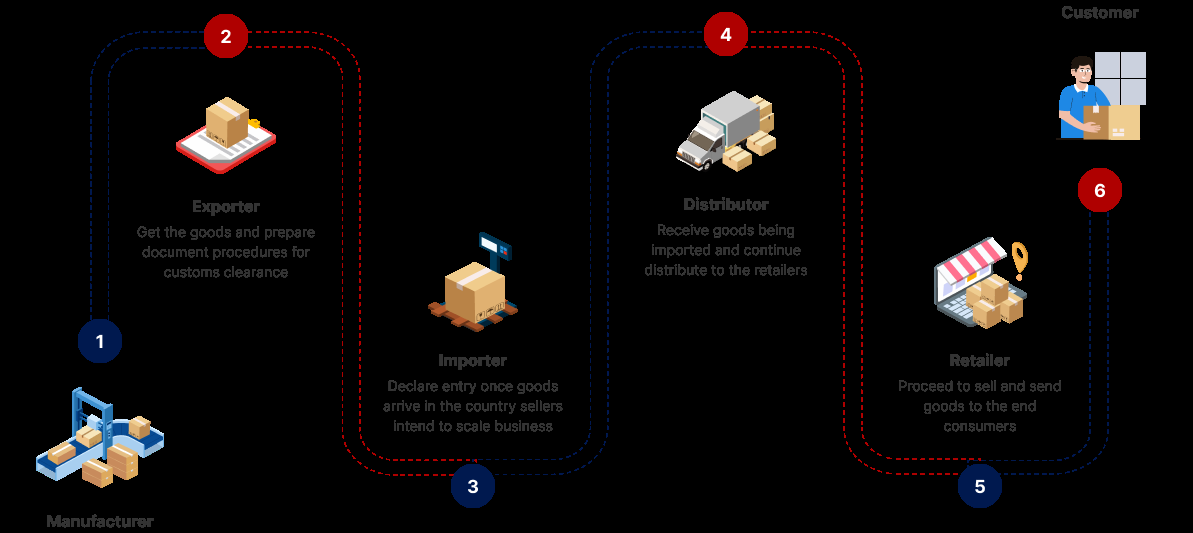 1
Manufacturer
2
Exporter
Get the goods and prepare
document procedures for
customs clearance
3
Importer
Declare entry once goods
arrive in the country sellers
intend to scale business
4
Distributor
Receive goods being
imported and continue
distribute to the retailers
5
Retailer
Proceed to sell and send
goods to the end
consumers
6
Customer